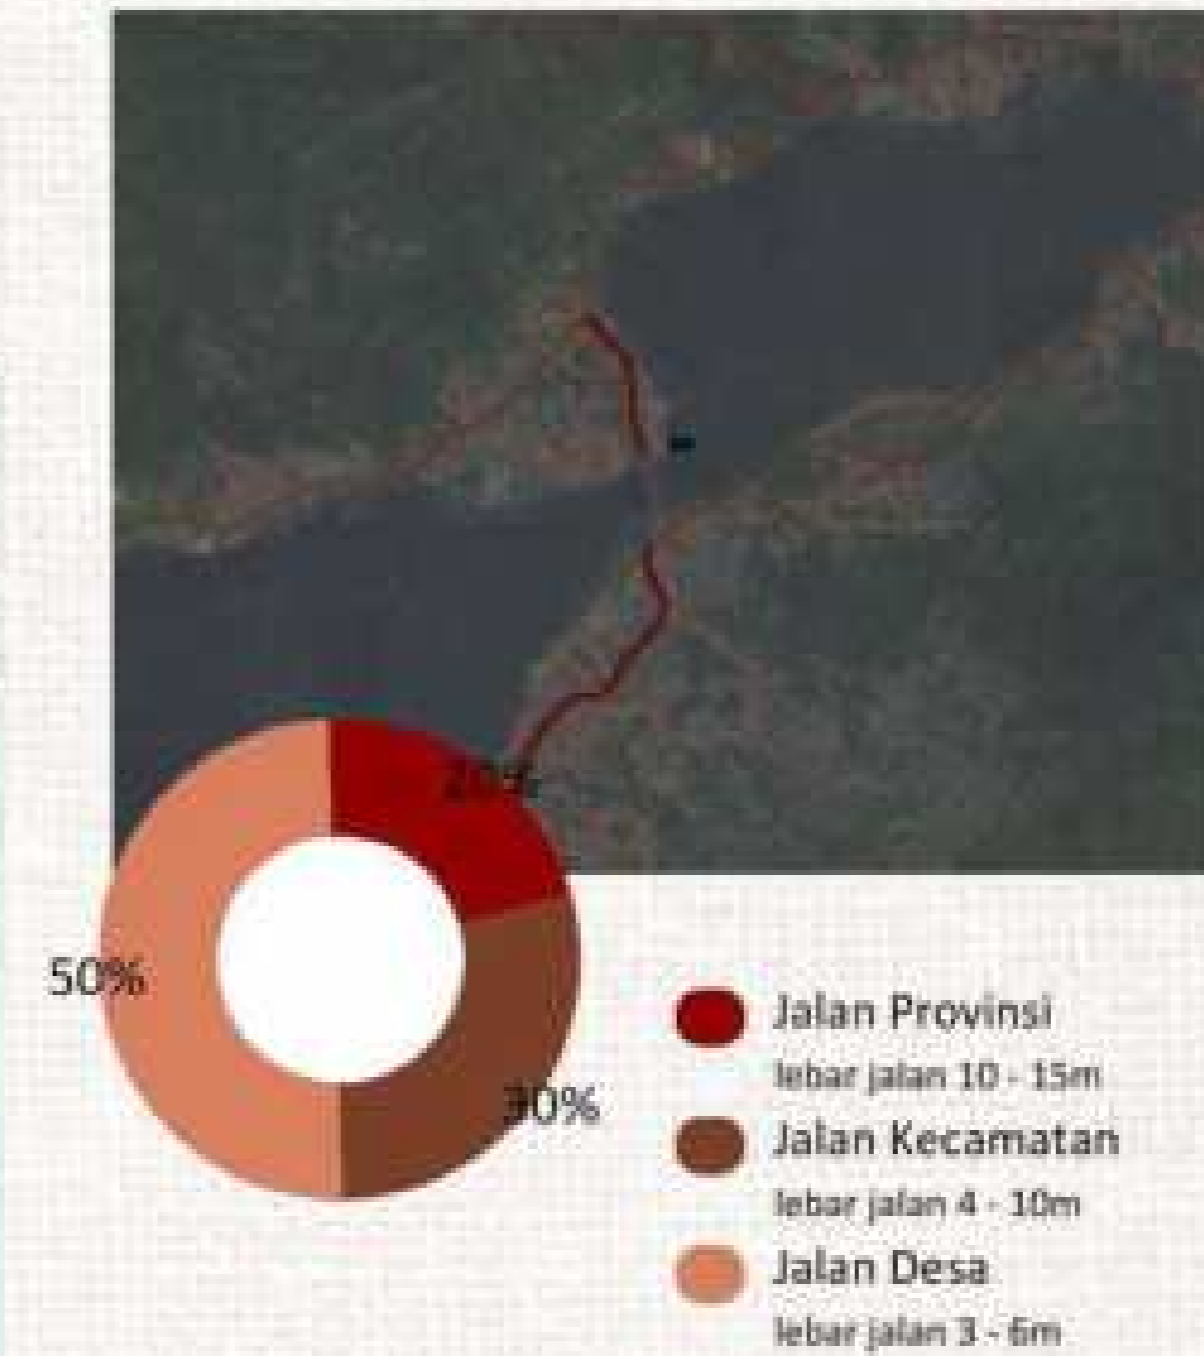 20%
50%
30%
Jalan Provinsi
lebar jalan 10 - 15m
Jalan Kecamatan
lebar jalan 4 - 10m
Jalan Desa
lebar jalan 3 - 6m